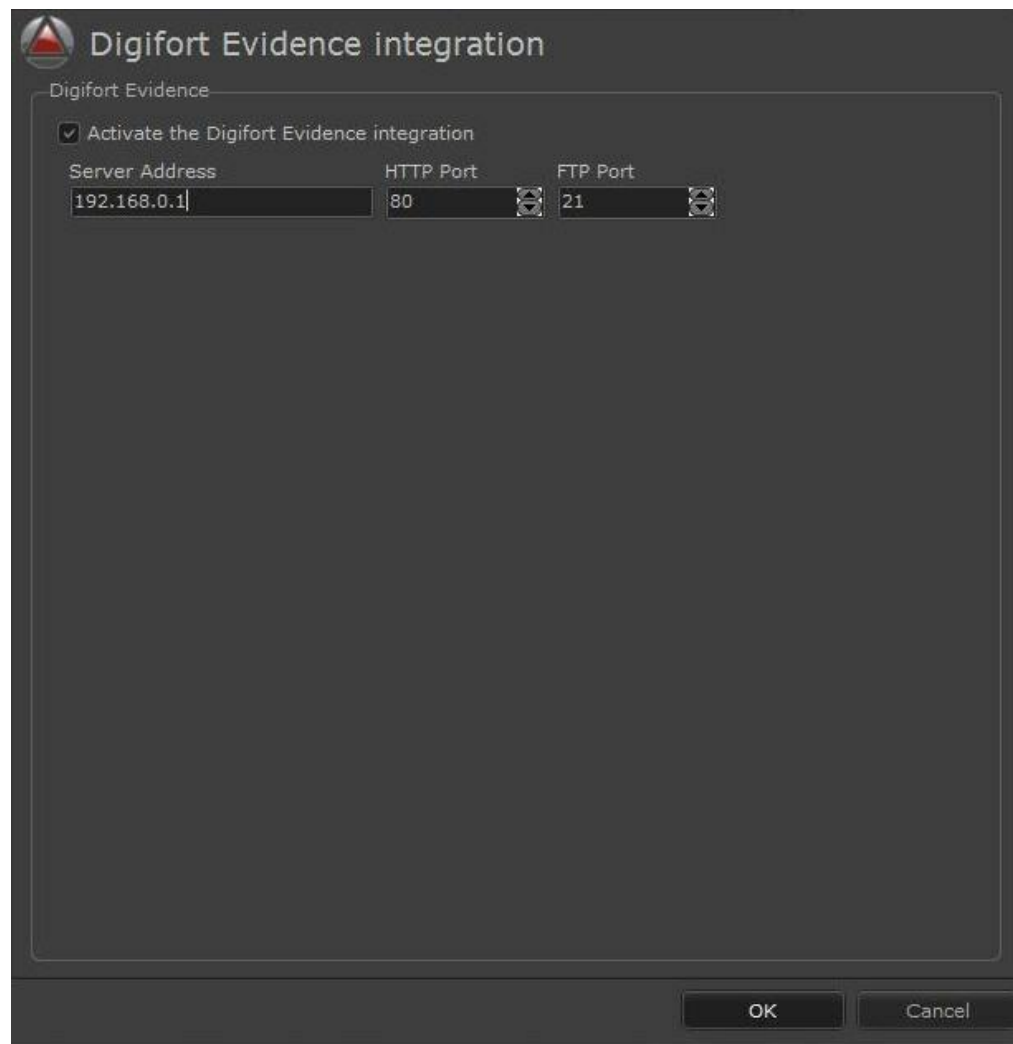 Digifort Evidence integration
Digifort Evidence
Activate the Digifort Evidence integration
Server Address HTTP Port FTP Port
192.168.0.1 80 21
OK Cancel